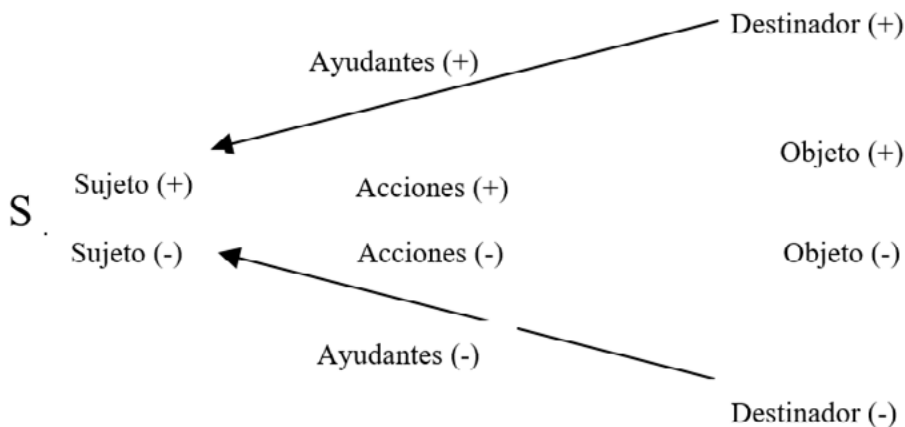 Destinador (+)
Ayudantes (+)
Objeto (+)
Sujeto (+) Acciones (+)
S.
Sujeto (-) Acciones (-) Objeto (-)
Ayudantes (-)
Destinador (-)